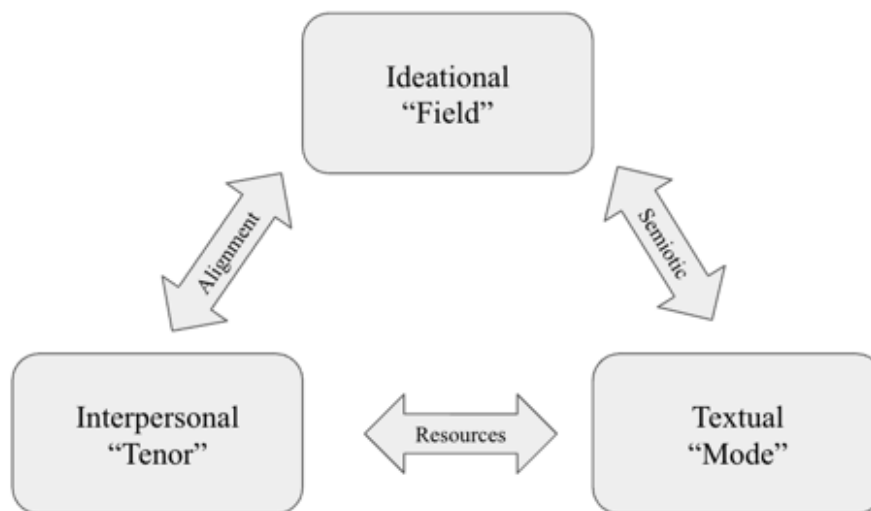 Ideational
“Field”
Alignment
Semiotic
Interpersonal
“Tenor”
Resources
Textual
“Mode”